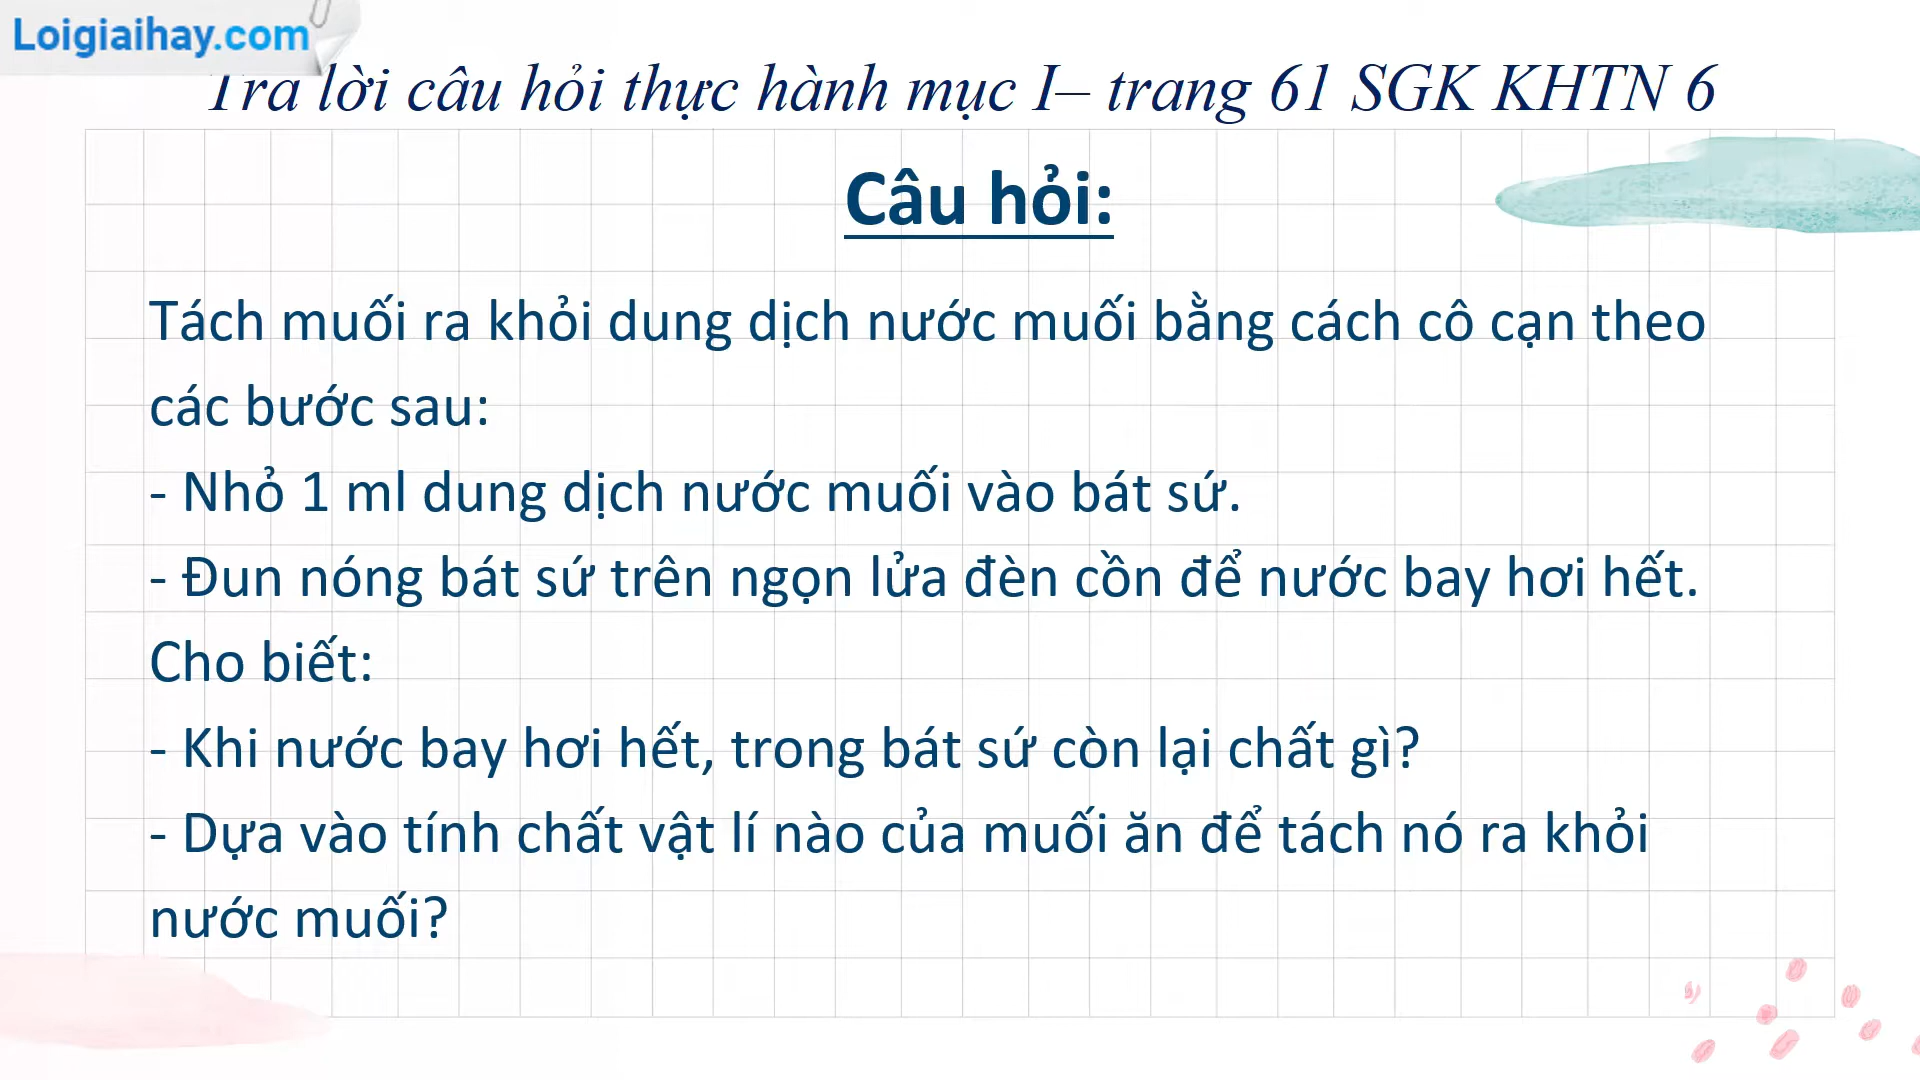 Loigiaihay.com
Trả lời câu hỏi thực hành mục I– trang 61 SGK KHTN 6
Câu hỏi:
Tách muối ra khỏi dung dịch nước muối bằng cách cô cạn theo
các bước sau:
- Nhỏ 1 ml dung dịch nước muối vào bát sứ.
- Đun nóng bát sứ trên ngọn lửa đèn cồn để nước bay hơi hết.
Cho biết:
- Khi nước bay hơi hết, trong bát sứ còn lại chất gì?
- Dựa vào tính chất vật lí nào của muối ăn để tách nó ra khỏi
nước muối?